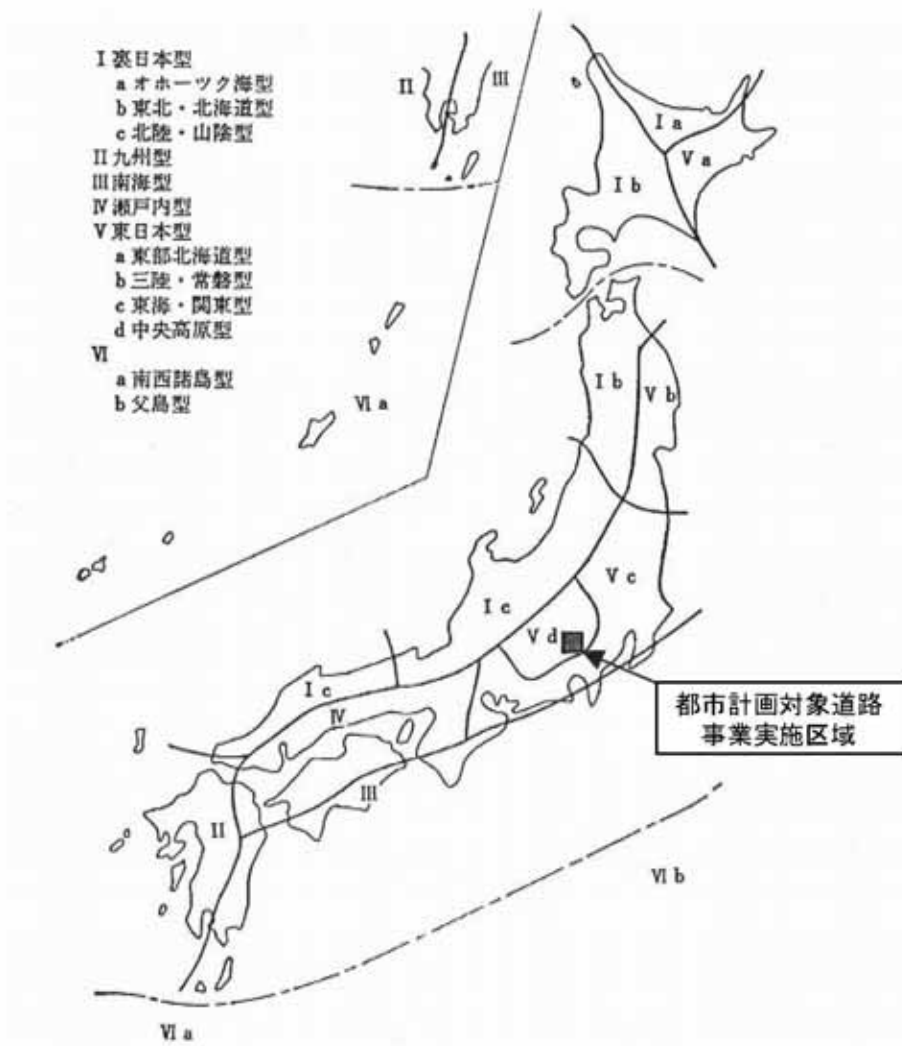 I 裏日本型
a オホーツク海型
b 東北・北海道型
c 北陸・山陰型
II 九州型
III 南海型
IV 瀬戸内型
V 東日本型
a 東部北海道型
b 三陸・常磐型
c 東海・関東型
d 中央高原型
VI
a 南西諸島型
b 父島型
II
III
I a
V a
I b
VI a
I b
V b
V c
I c
V d
I c
IV
都市計画対象道路
事業実施区域
III
II
VI b
VI a